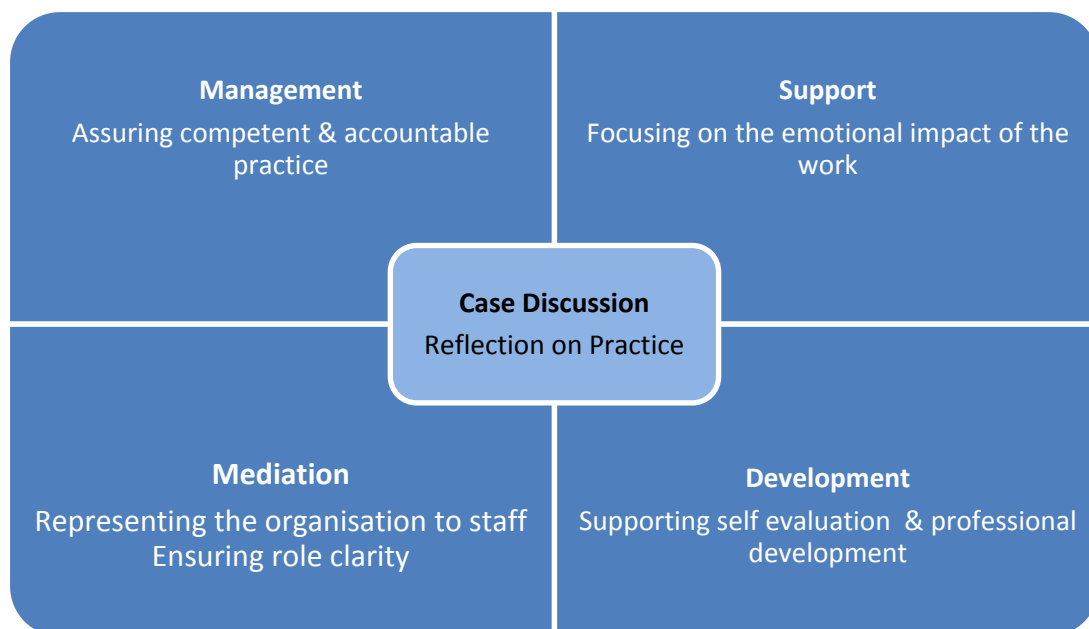 Management
Assuring competent & accountable
practice
Support
Focusing on the emotional impact of the
work
Case Discussion
Reflection on Practice
Mediation
Representing the organisation to staff
Ensuring role clarity
Development
Supporting self evaluation  & professional
development